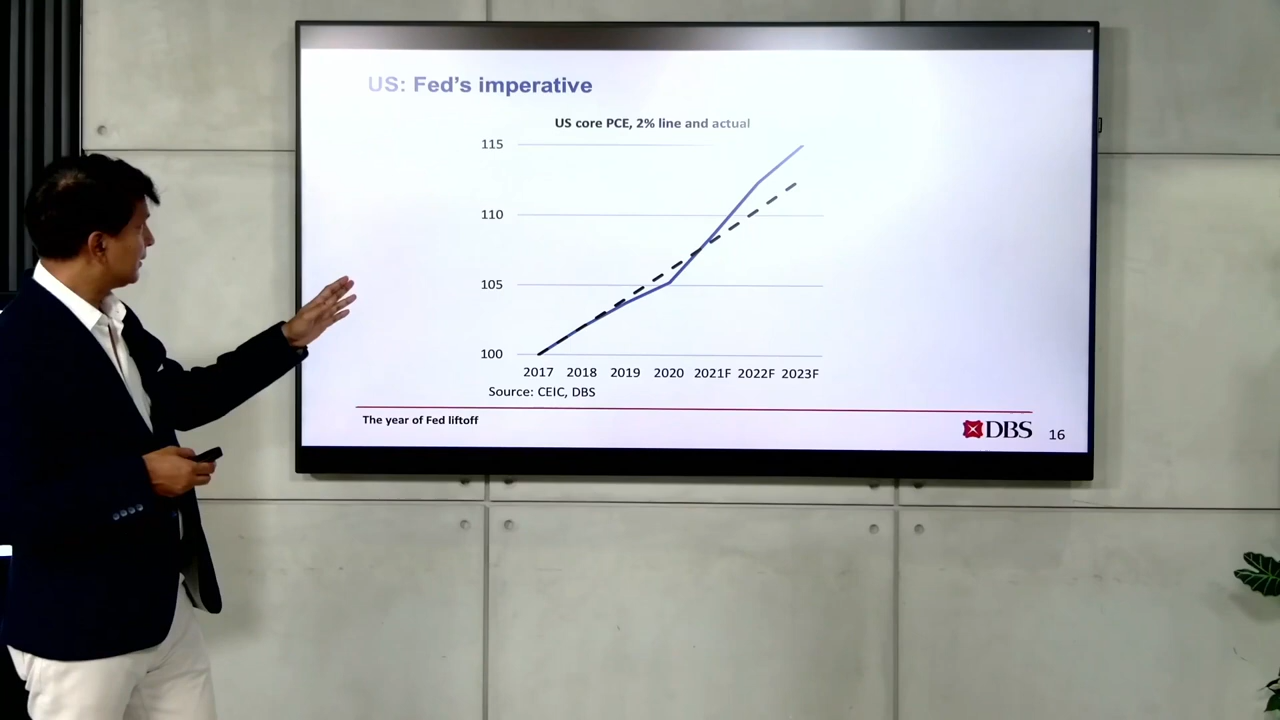 US: Fed's imperative
US core PCE, 2% line and actual
115
110
105
100
2017 2018 2019 2020 2021F 2022F 2023F
Source: CEIC, DBS
The year of Fed liftoff
DBS
16